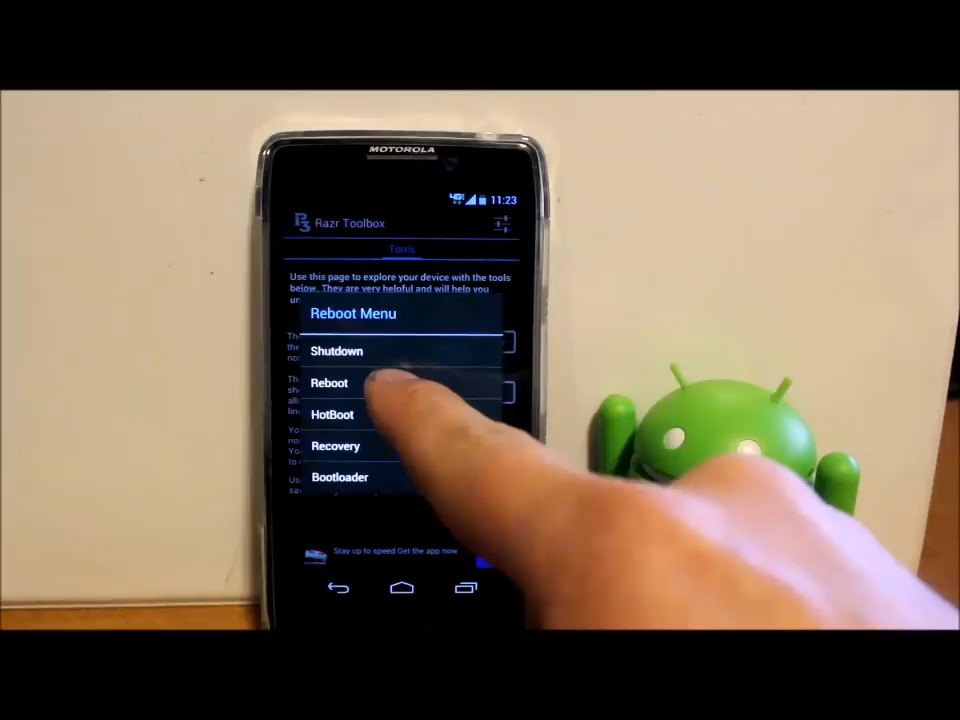 MOTOROLA
4G 11:23
Razr Toolbox
Tools
Use this page to explore your device with the tools
below. They are very helpful and will help you
Reboot Menu
Shutdown
Reboot
HotBoot
Recovery
Bootloader
Stay up to speed Get the app now